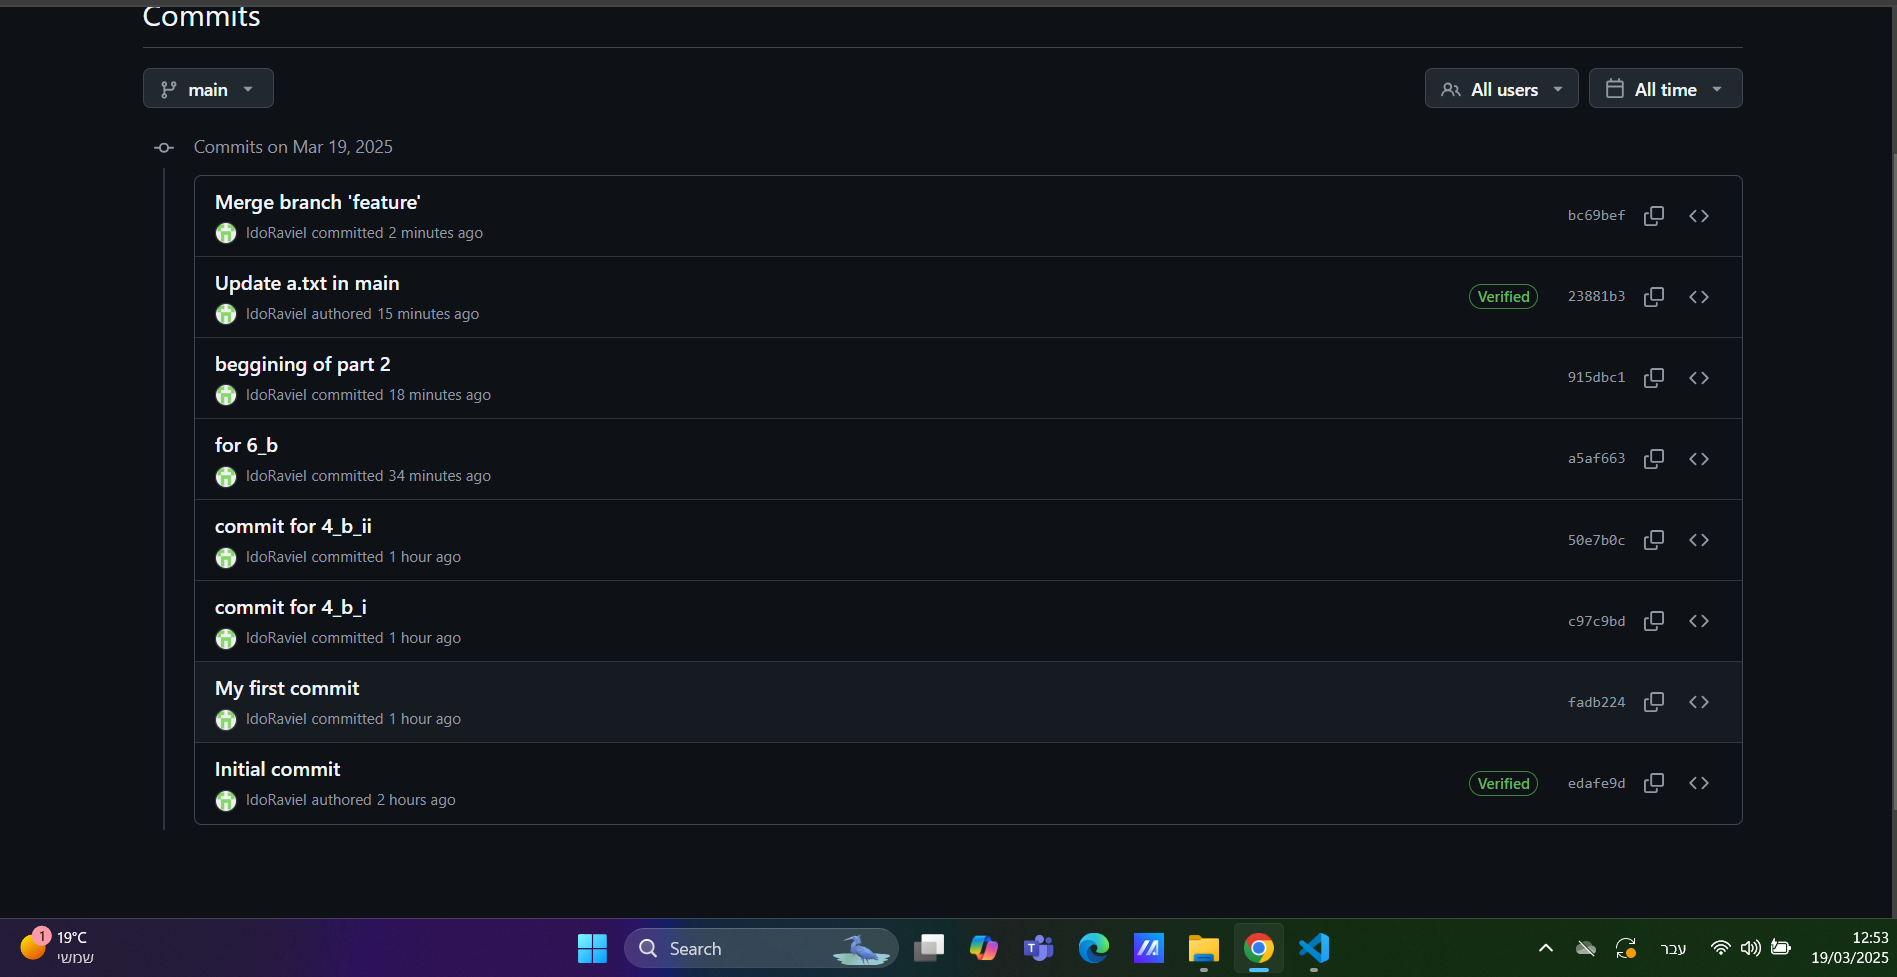 Commits
main
All users
All time
Commits on Mar 19, 2025
Merge branch 'feature'
IdoRaviel committed 2 minutes ago
bc69bef
Update a.txt in main
IdoRaviel authored 15 minutes ago
Verified
23881b3
beggining of part 2
IdoRaviel committed 18 minutes ago
915dbc1
for 6_b
IdoRaviel committed 34 minutes ago
a5af663
commit for 4_b_ii
IdoRaviel committed 1 hour ago
50e7b0c
commit for 4_b_i
IdoRaviel committed 1 hour ago
c97c9bd
My first commit
IdoRaviel committed 1 hour ago
fadb224
Initial commit
IdoRaviel authored 2 hours ago
Verified
edafe9d
1
19°C
שמשי
Search
עבר
12:53
19/03/2025